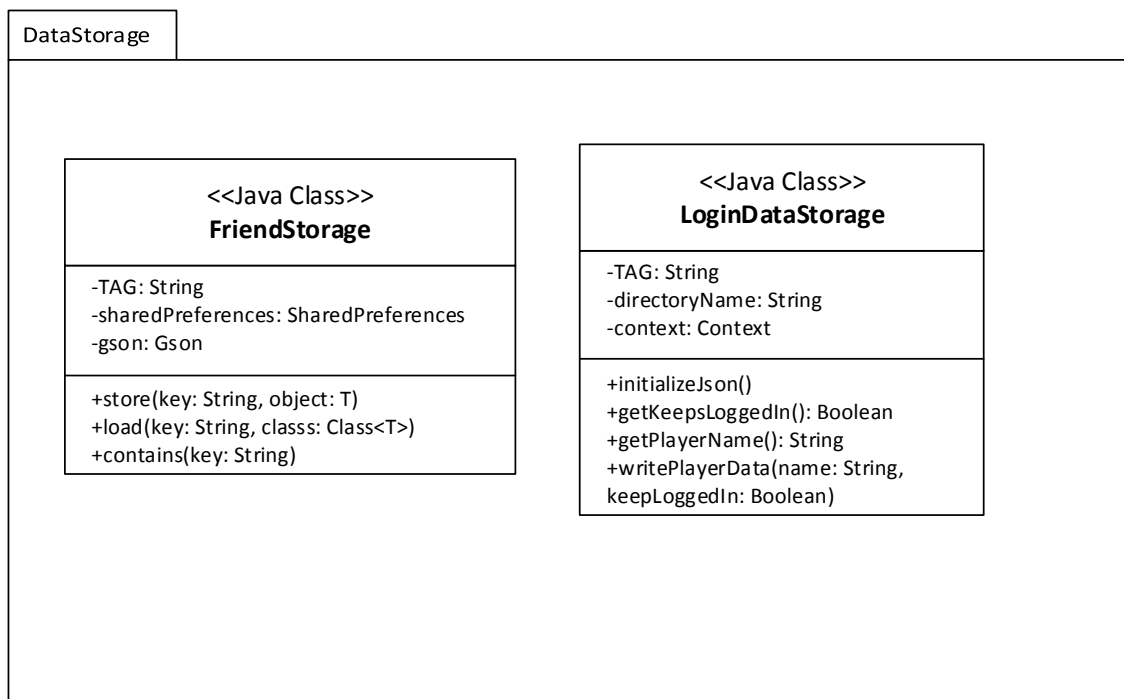 DataStorage
<<Java Class>>
FriendStorage
-TAG: String
-sharedPreferences: SharedPreferences
-gson: Gson
+store(key: String, object: T)
+load(key: String, classs: Class<T>)
+contains(key: String)
<<Java Class>>
LoginDataStorage
-TAG: String
-directoryName: String
-context: Context
+initializeJson()
+getKeepsLoggedIn(): Boolean
+getPlayerName(): String
+writePlayerData(name: String,
keepLoggedIn: Boolean)